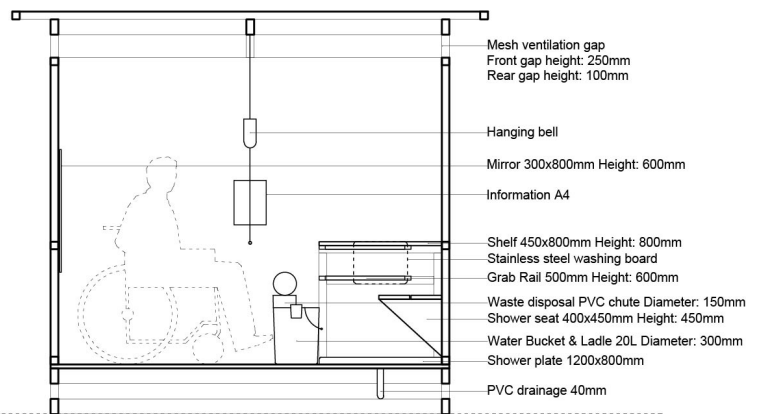 Mesh ventilation gap
Front gap height: 250mm
Rear gap height: 100mm
Hanging bell
Mirror 300x800mm Height: 600mm
Information A4
Shelf 450x800mm Height: 800mm
Stainless steel washing board
Grab Rail 500mm Height: 600mm
Waste disposal PVC chute Diameter: 150mm
Shower seat 400x450mm Height: 450mm
Water Bucket & Ladle 20L Diameter: 300mm
Shower plate 1200x800mm
PVC drainage 40mm